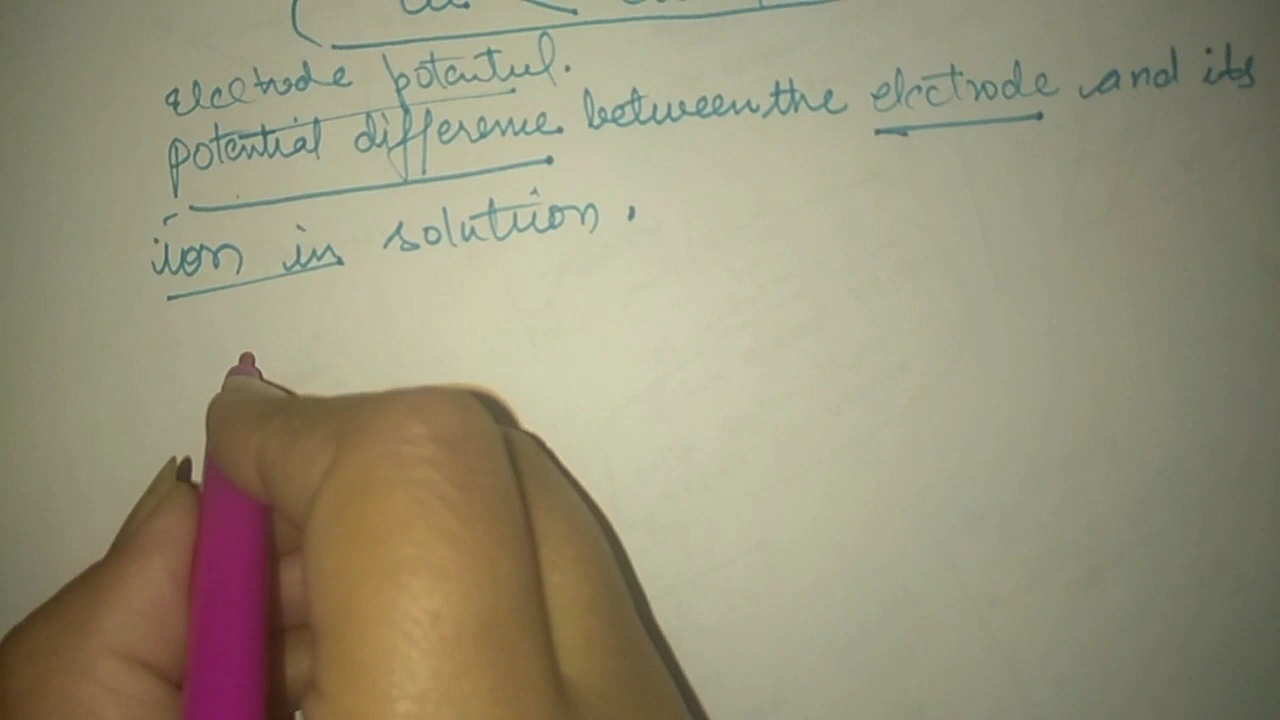 electrode potential.
potential difference between the electrode and its
ion in solution.